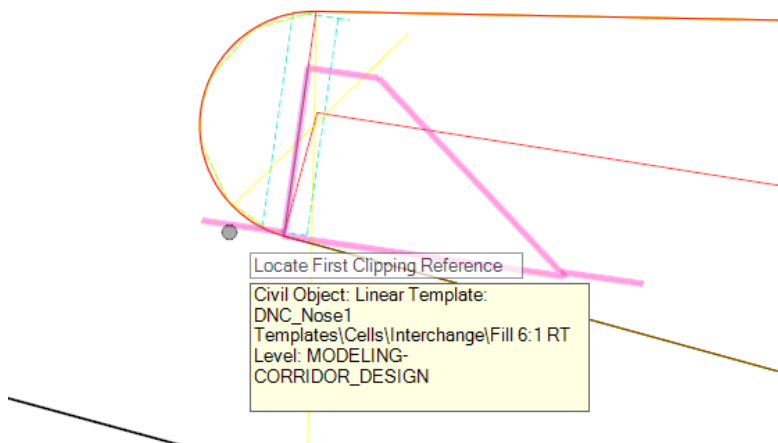 Locate First Clipping Reference
Civil Object: Linear Template:
DNC_Nose1
Templates\Cells\Interchange\Fill 6:1 RT
Level: MODELING-
CORRIDOR_DESIGN